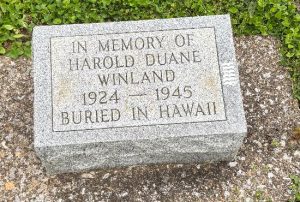 IN MEMORY OF
HAROLD DUANE
WINLAND
1924 — 1945
BURIED IN HAWAII